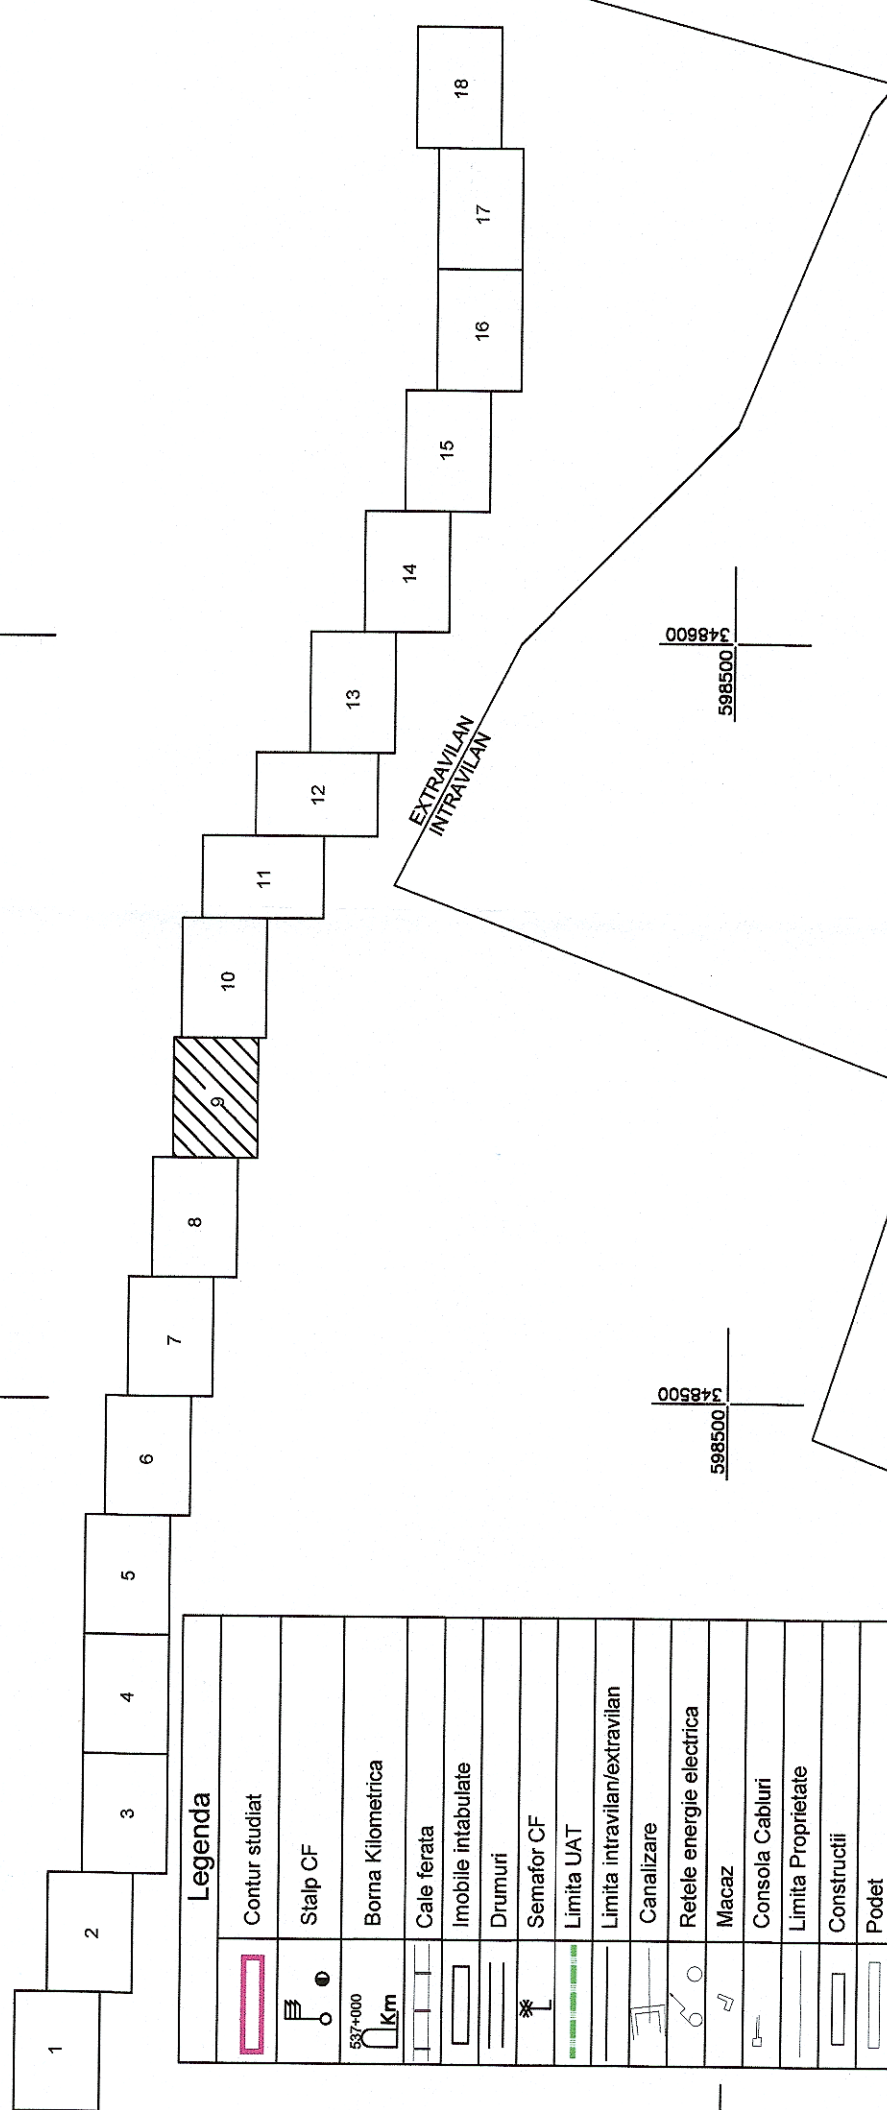 1
2
3
4
5
6
7
8
9
10
11
12
13
14
15
16
17
18
EXTRAVILAN
INTRAVILAN
598500
348500
598500
348600
Legenda
Contur studiat
Stalp CF
537+000
Km
Borna Kilometrica
Cale ferata
Imobile intabulate
Drumuri
Semafor CF
Limita UAT
Limita intravilan/extravilan
Canalizare
Retele energie electrica
Macaz
Consola Cabluri
Limita Proprietate
Constructii
Podet